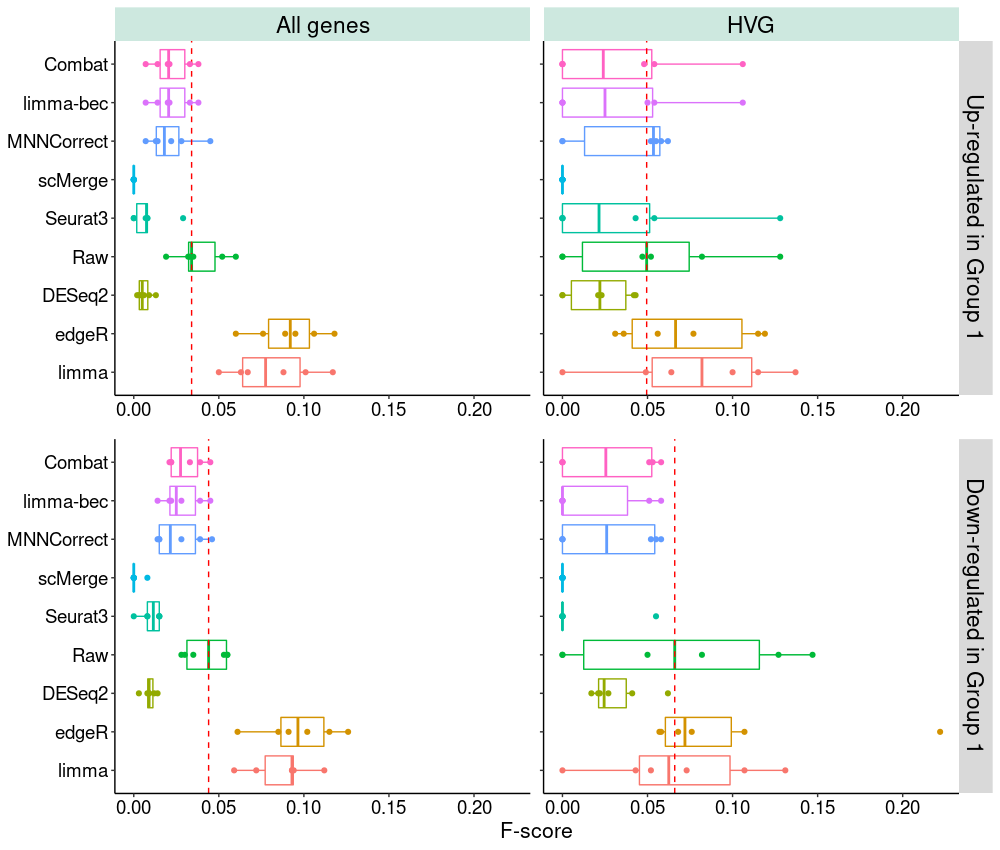 All genes HVG
Combat
limma-bec
MNNCorrect
scMerge
Seurat3
Raw
DESeq2
edgeR
limma
Up-regulated in Group 1
0.00 0.05 0.10 0.15 0.20 0.00 0.05 0.10 0.15 0.20
Combat
limma-bec
MNNCorrect
scMerge
Seurat3
Raw
DESeq2
edgeR
limma
Down-regulated in Group 1
0.00 0.05 0.10 0.15 0.20 0.00 0.05 0.10 0.15 0.20
F-score